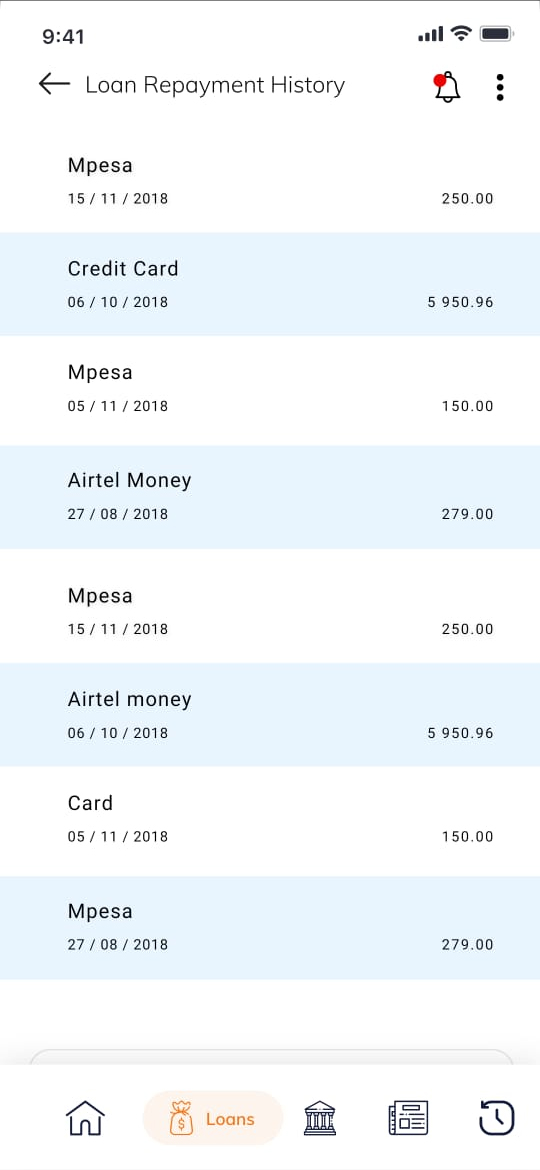 9:41
Loan Repayment History
Mpesa
15 / 11 / 2018 250.00
Credit Card
06 / 10 / 2018 5 950.96
Mpesa
05 / 11 / 2018 150.00
Airtel Money
27 / 08 / 2018 279.00
Mpesa
15 / 11 / 2018 250.00
Airtel money
06 / 10 / 2018 5 950.96
Card
05 / 11 / 2018 150.00
Mpesa
27 / 08 / 2018 279.00
$ Loans